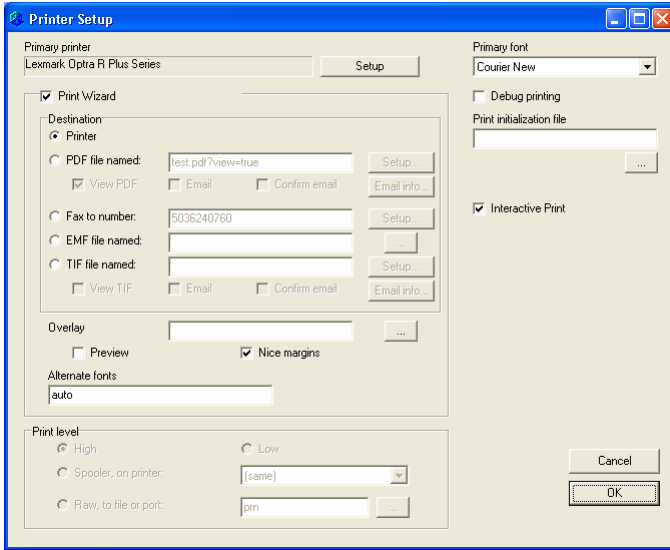 Printer Setup
Primary printer
Lexmark Optra R Plus Series
Setup
Primary font
Courier New
Print Wizard
Debug printing
Destination
Print initialization file
Printer
PDF file named:
test.pdf?view=true
Setup...
...
View PDF
Email
Confirm email
Email info...
Interactive Print
Fax to number:
5036240760
Setup...
EMF file named:
...
TIF file named:
Setup...
View TIF
Email
Confirm email
Email info...
Overlay
...
Preview
Nice margins
Alternate fonts
auto
Print level
High
Low
Spooler, on printer:
(same)
Raw, to file or port:
prn
...
Cancel
OK